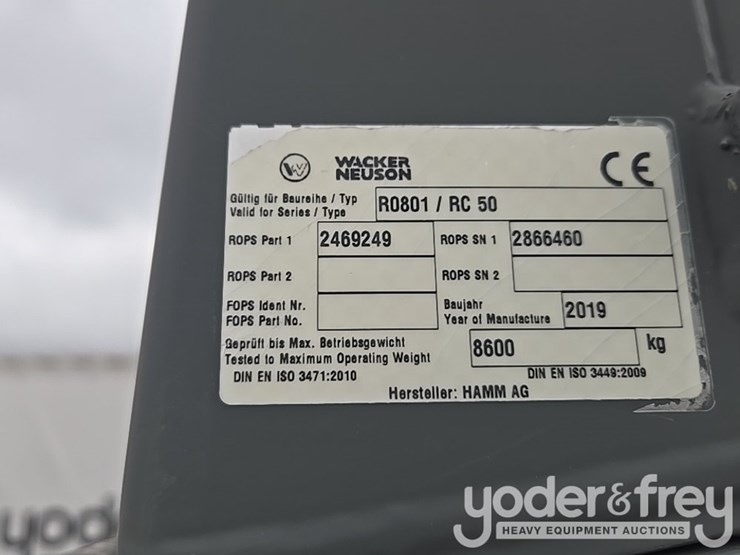 WACKER
NEUSON
CE
Gültig für Baureihe / Typ
Valid for Series / Type
R0801 / RC 50
ROPS Part 1 2469249 ROPS SN 1 2866460
ROPS Part 2 ROPS SN 2
FOPS Ident Nr.
FOPS Part No.
Baujahr
Year of Manufacture
2019
Geprüft bis Max. Betriebsgewicht
Tested to Maximum Operating Weight
8600 kg
DIN EN ISO 3471:2010 DIN EN ISO 3449:2009
Hersteller: HAMM AG
yoder&frey
HEAVY EQUIPMENT AUCTIONS
yod